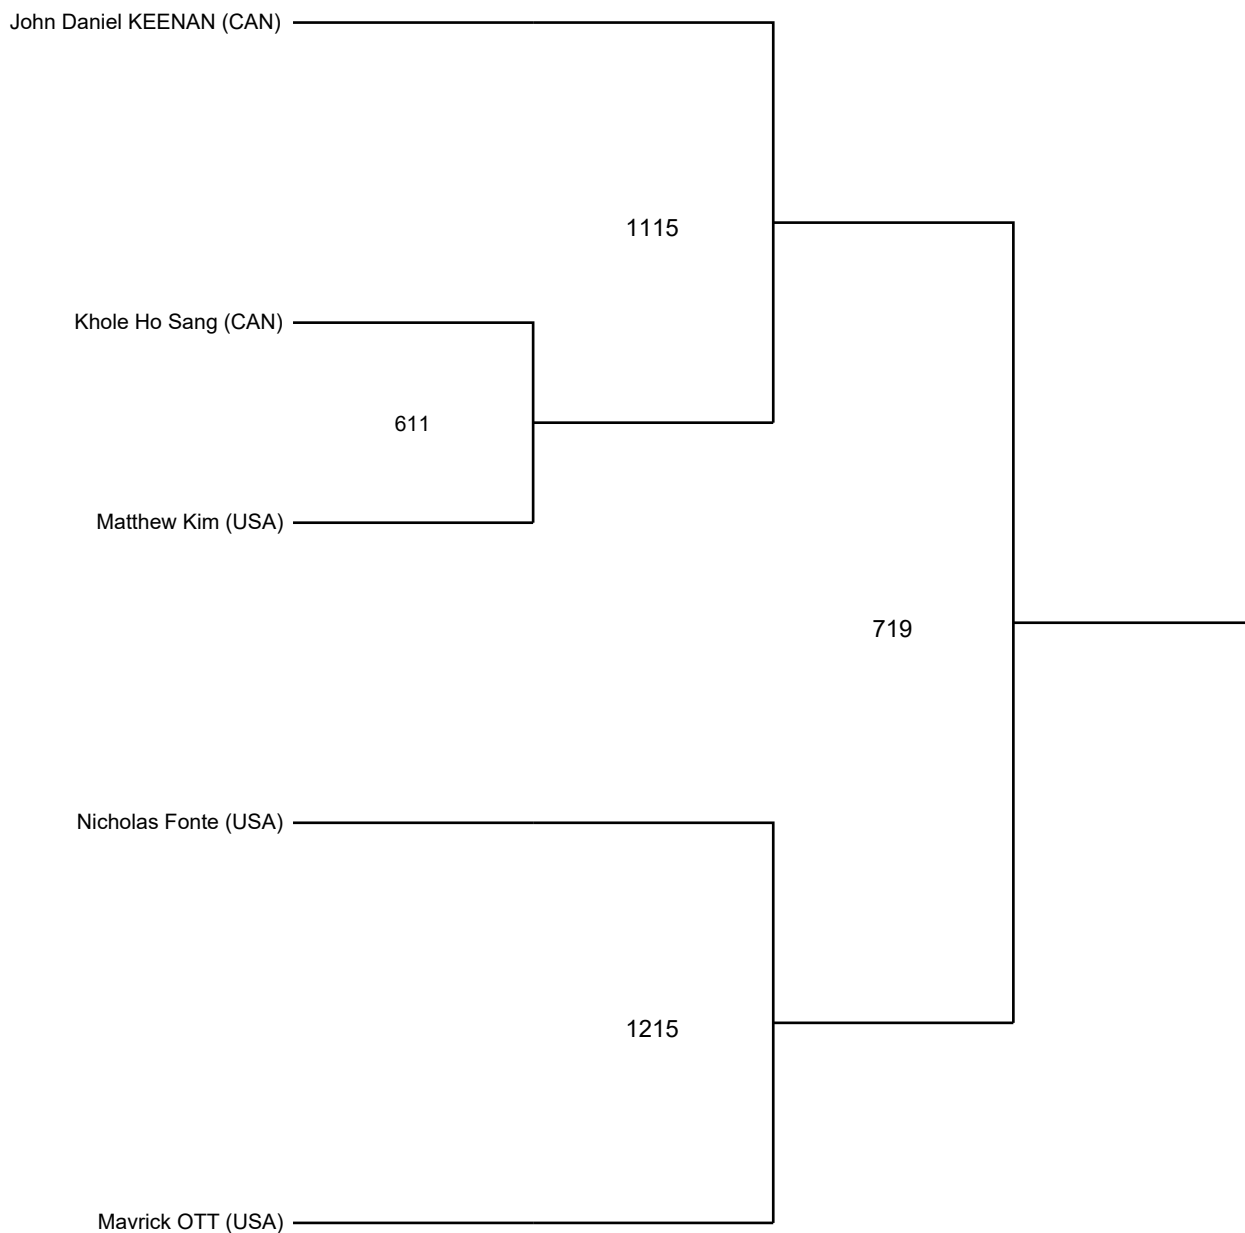 John Daniel KEENAN (CAN)
1115
Khole Ho Sang (CAN)
611
Matthew Kim (USA)
719
Nicholas Fonte (USA)
1215
Mavrick OTT (USA)